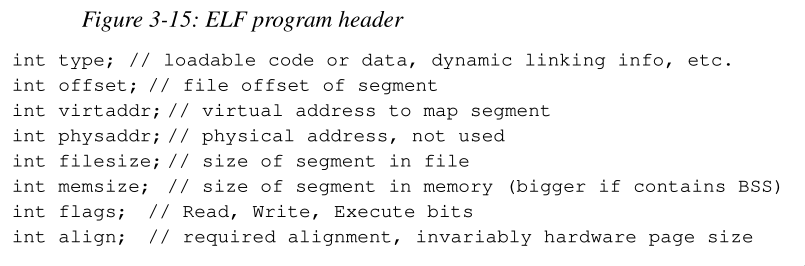 Figure 3-15: ELF program header
int type; // loadable code or data, dynamic linking info, etc.
int offset; // file offset of segment
int virtaddr; // virtual address to map segment
int physaddr; // physical address, not used
int filesize; // size of segment in file
int memsize; // size of segment in memory (bigger if contains BSS)
int flags; // Read, Write, Execute bits
int align; // required alignment, invariably hardware page size